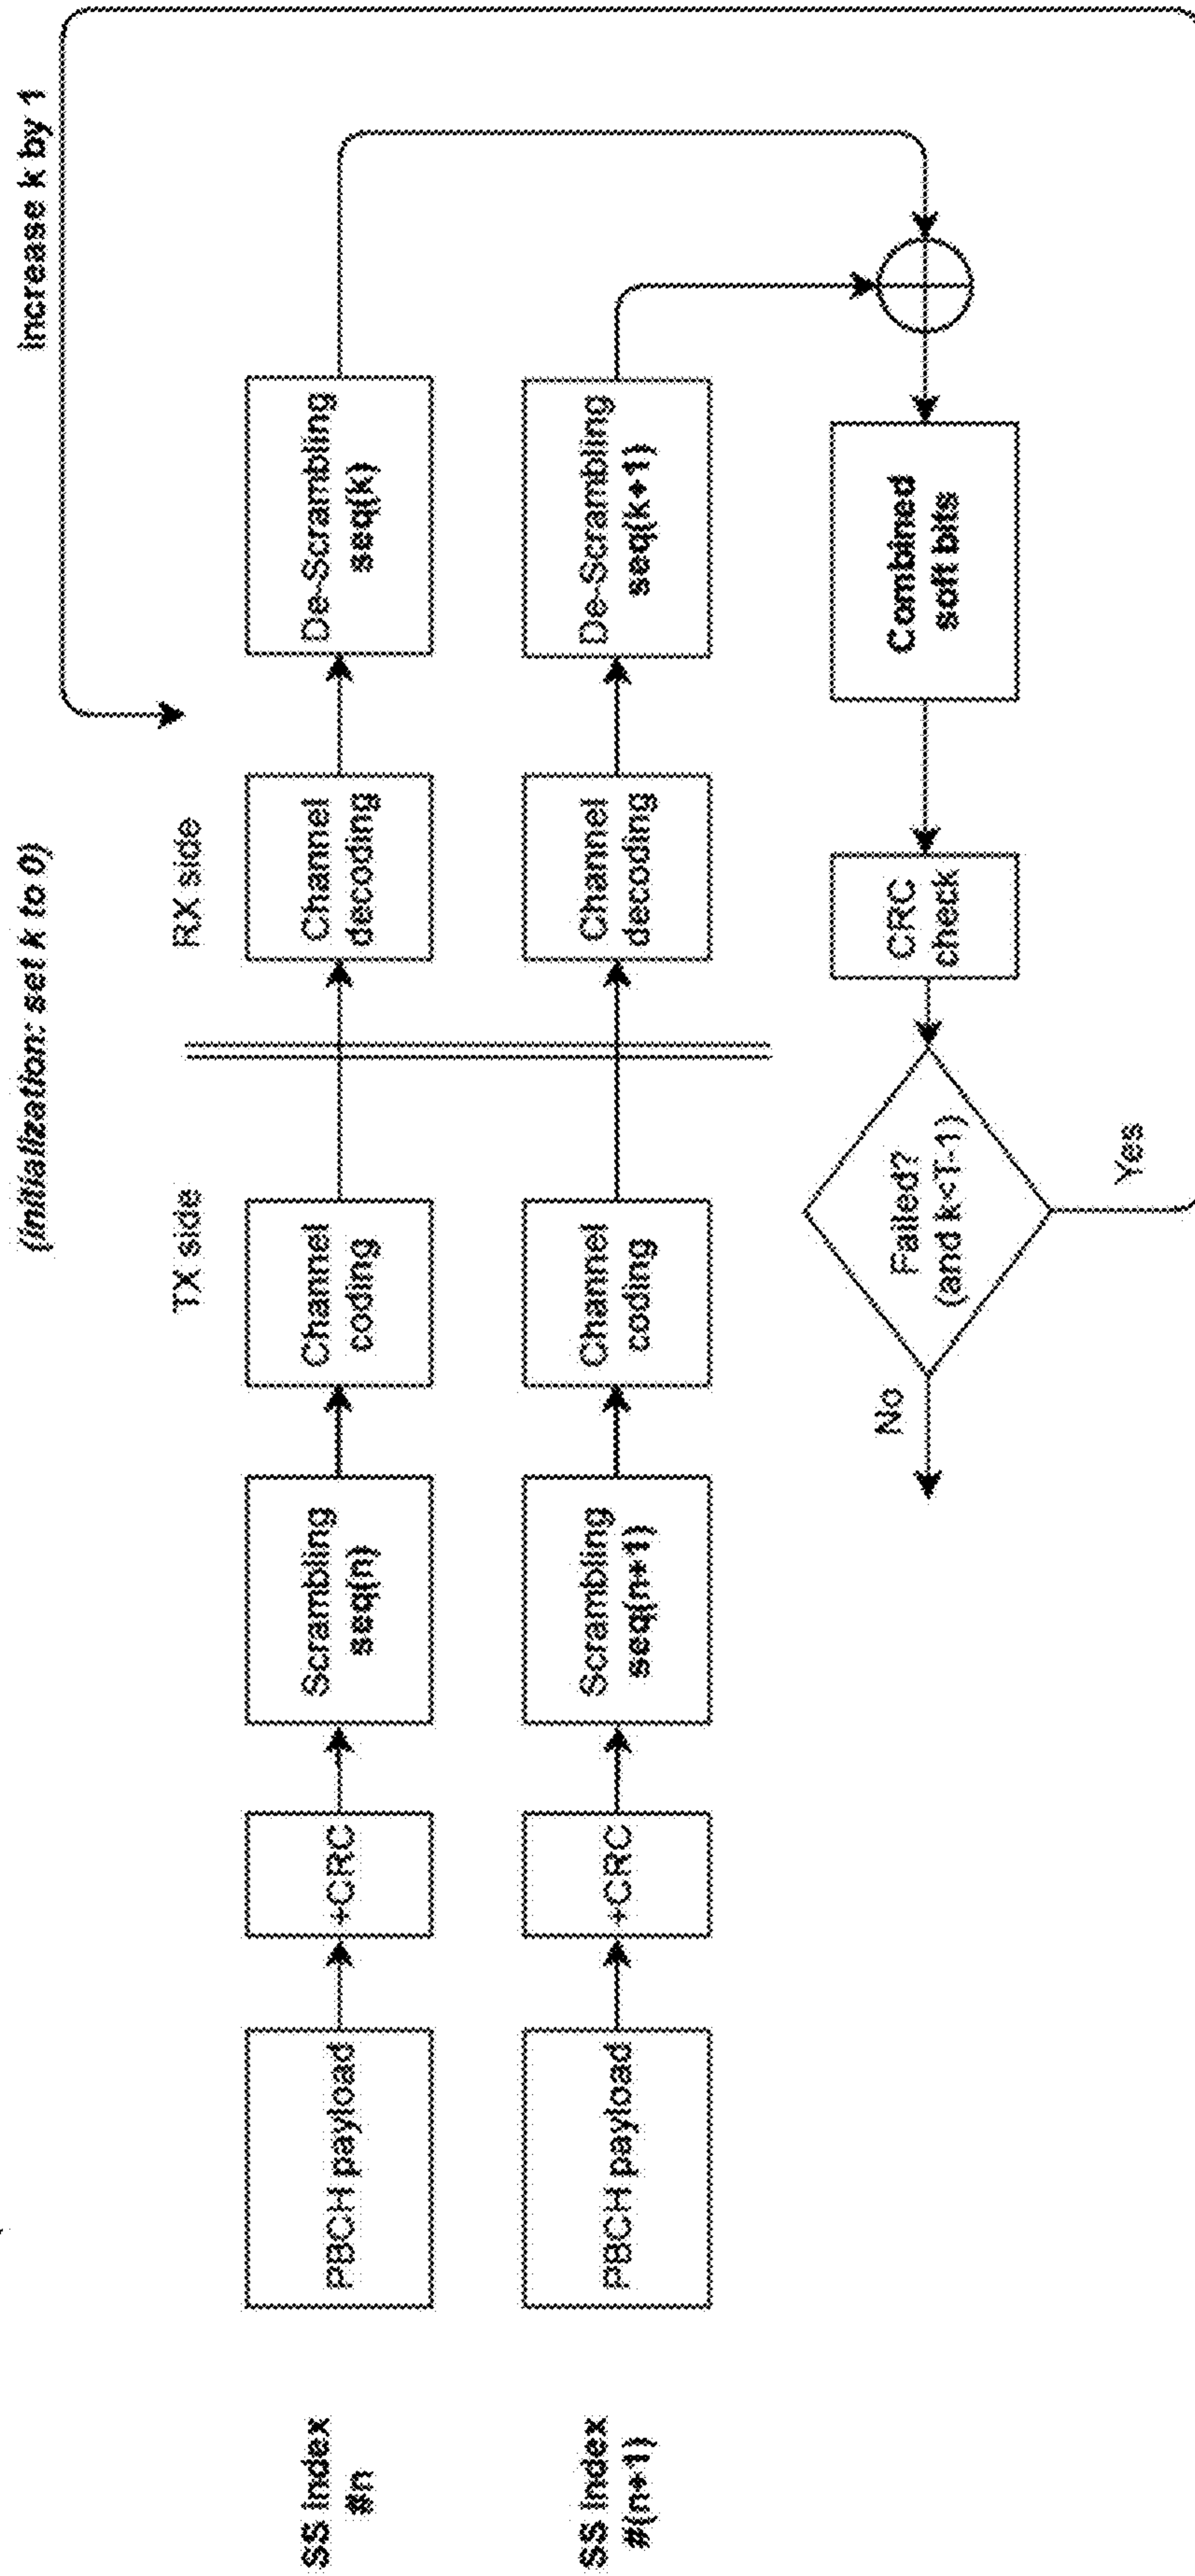 (initialization: set k to 0)
increase k by 1
TX side
RX side
SS Index
#n
PBCH payload
+CRC
Scrambling
seq(n)
Channel
coding
Channel
decoding
De-Scrambling
seq(k)
SS Index
#(n+1)
PBCH payload
+CRC
Scrambling
seq(n+1)
Channel
coding
Channel
decoding
De-Scrambling
seq(k+1)
No
Failed?
(and k<T-1)
Yes
CRC
check
Combined
soft bits